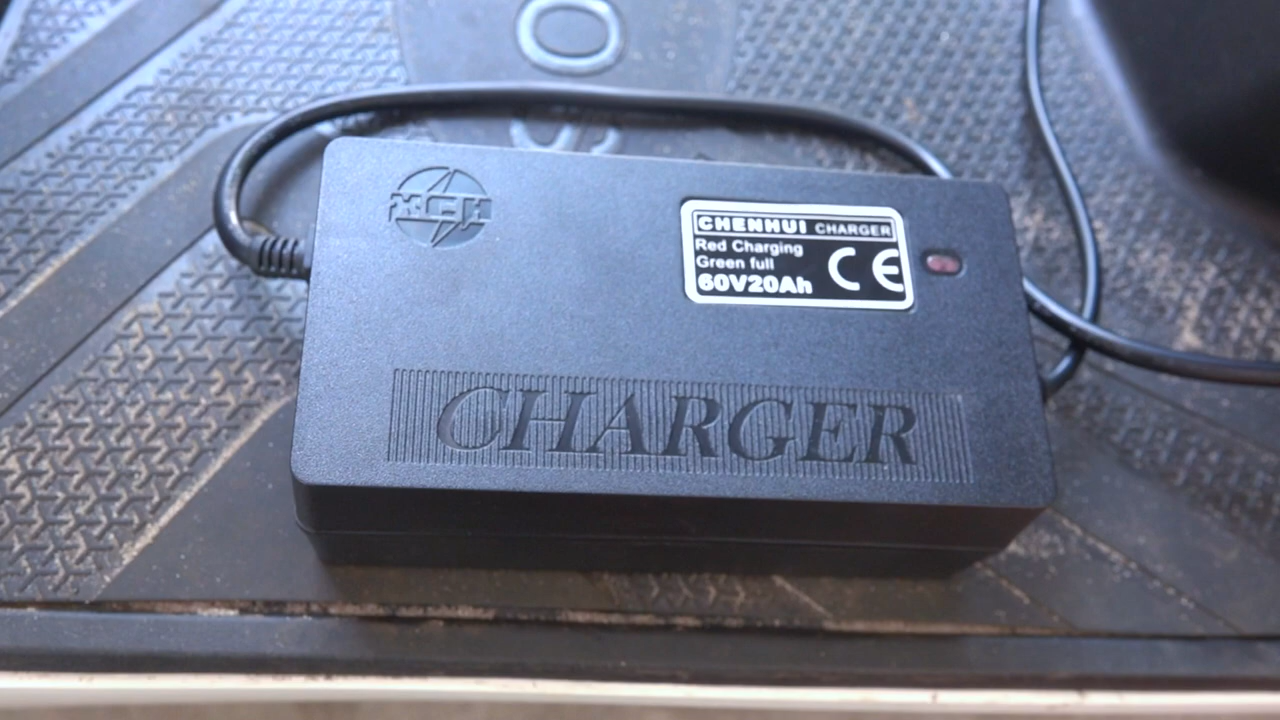 CHENHUI CHARGER
Red Charging
Green full
60V20Ah
CE
CHARGER